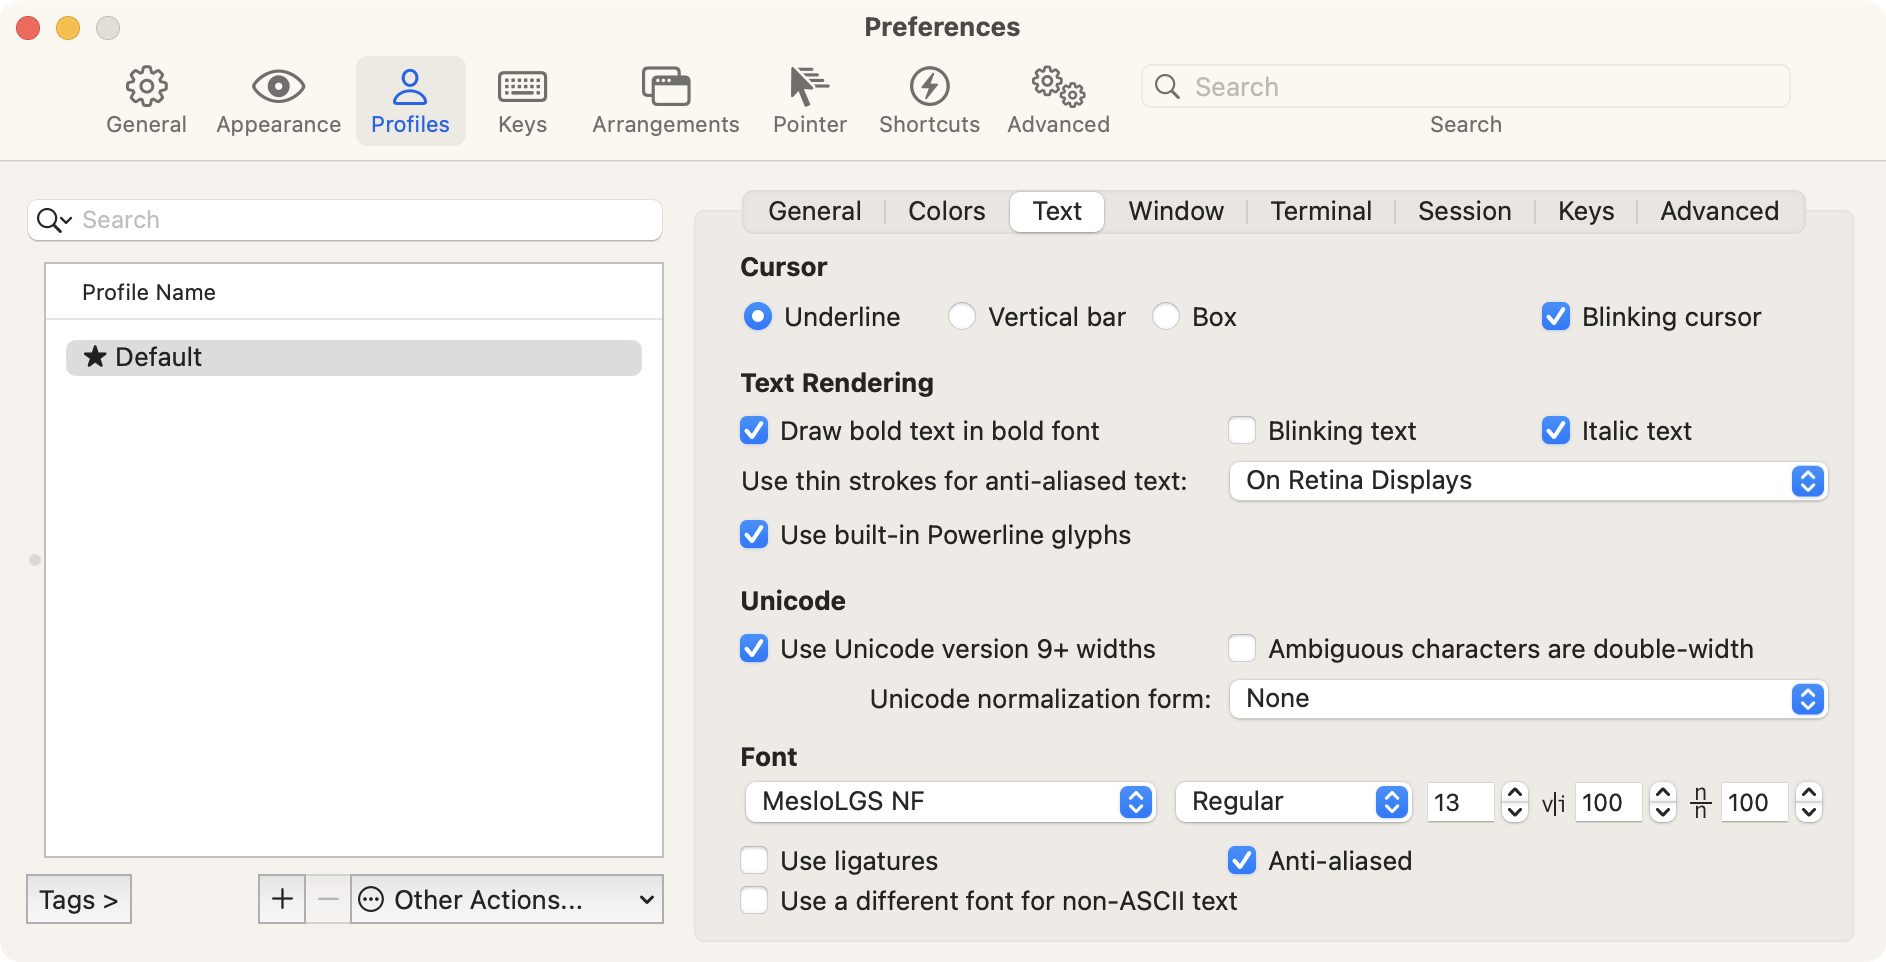 Preferences
General Appearance Profiles Keys Arrangements Pointer Shortcuts Advanced Search
Search
Search
General Colors Text Window Terminal Session Keys Advanced
Profile Name
★ Default
Tags >
+ − Other Actions...
Cursor
Underline Vertical bar Box Blinking cursor
Text Rendering
Draw bold text in bold font Blinking text Italic text
Use thin strokes for anti-aliased text: On Retina Displays
Use built-in Powerline glyphs
Unicode
Use Unicode version 9+ widths Ambiguous characters are double-width
Unicode normalization form: None
Font
MesloLGS NF Regular 13 v|i 100 n/n 100
Use ligatures Anti-aliased
Use a different font for non-ASCII text